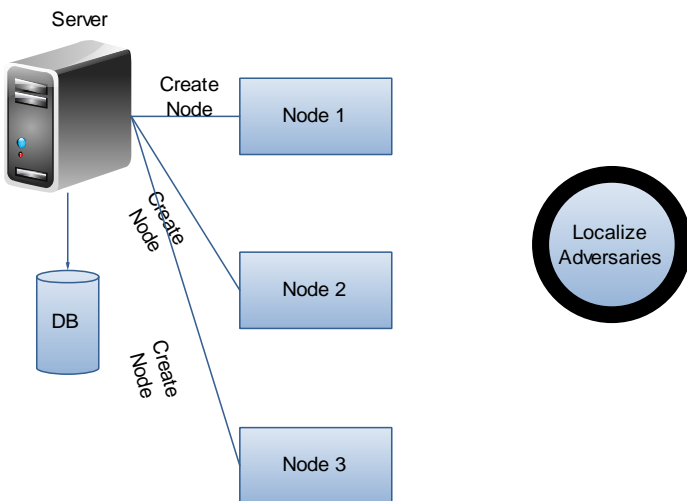 Server
Create
Node
Node 1
Create
Node
Localize
Adversaries
Node 2
DB
Create
Node
Node 3